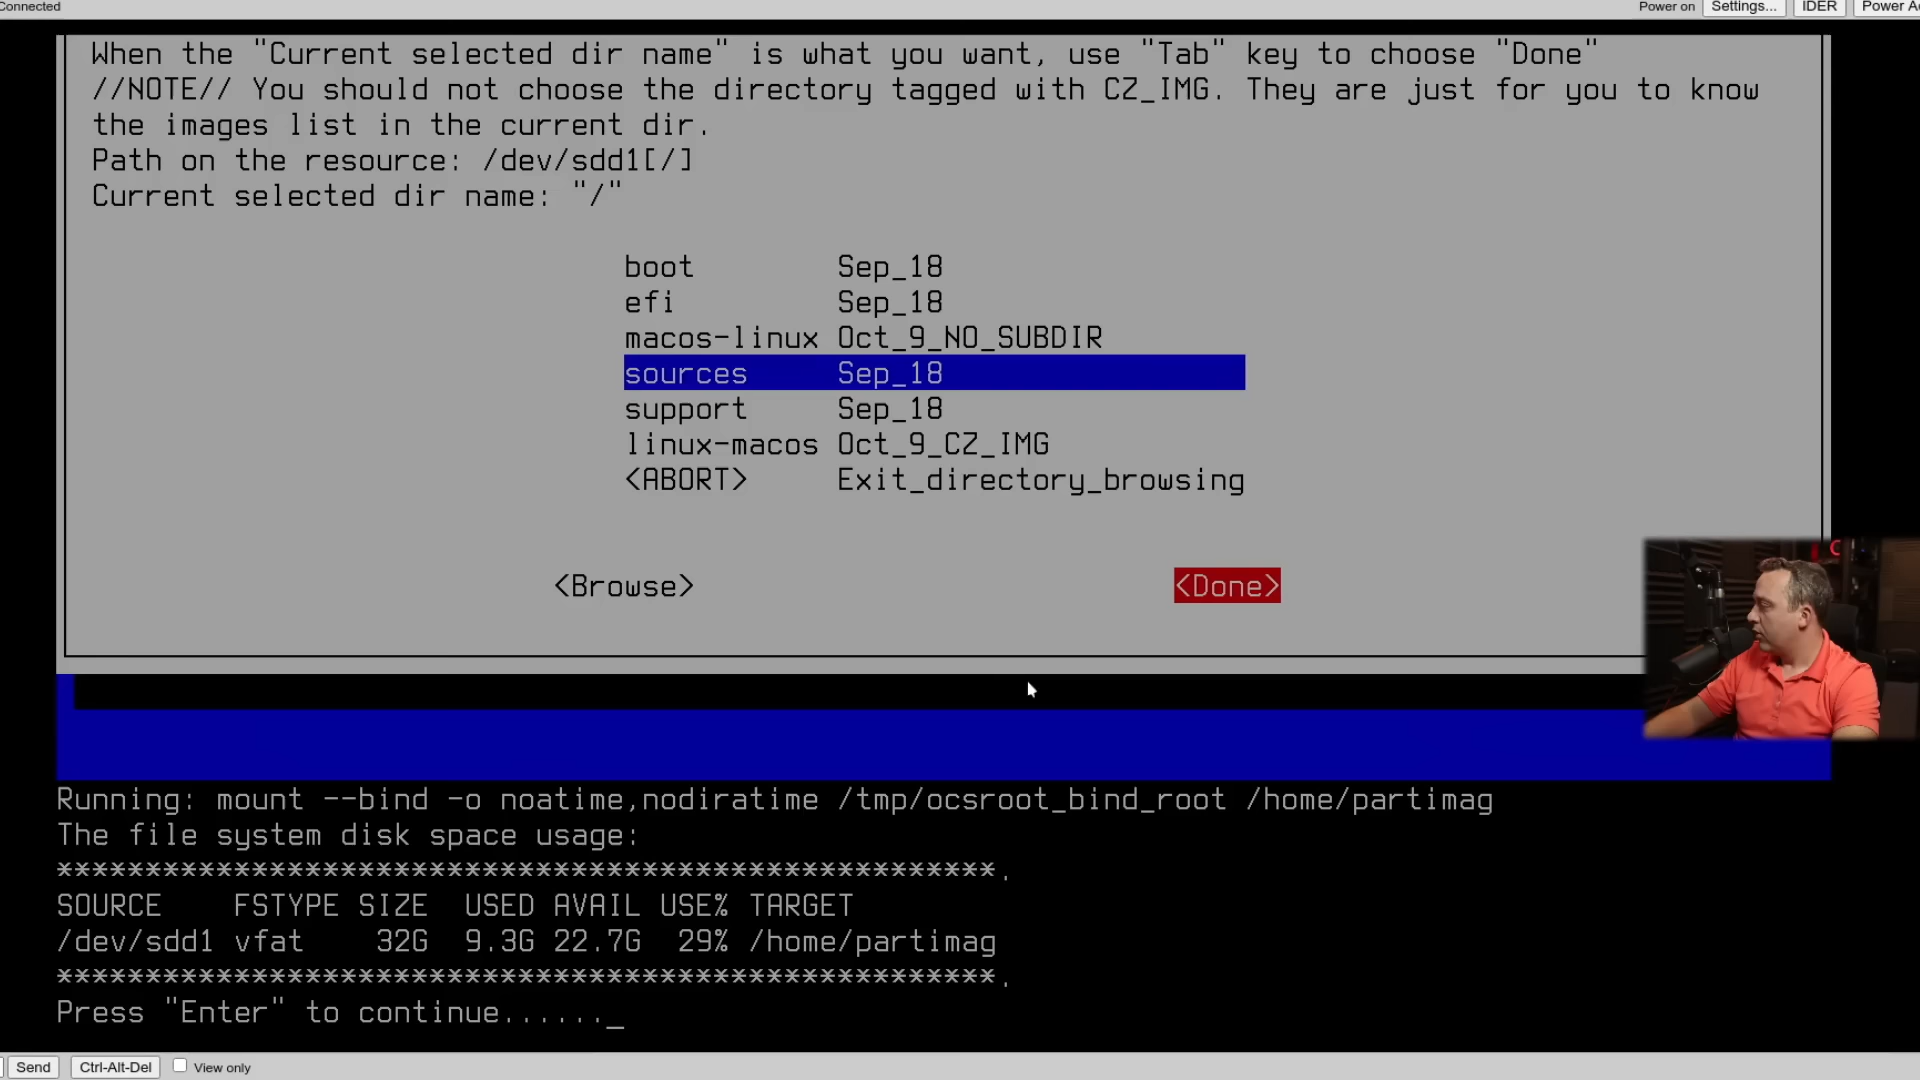 Connected
Power on Settings... IDER
When the "Current selected dir name" is what you want, use "Tab" key to choose "Done"
//NOTE// You should not choose the directory tagged with CZ_IMG. They are just for you to know
the images list in the current dir.
Path on the resource: /dev/sdd1[/]
Current selected dir name: "/"
boot Sep_18
efi Sep_18
macos-linux Oct_9_NO_SUBDIR
sources Sep_18
support Sep_18
linux-macos Oct_9_CZ_IMG
<ABORT> Exit_directory_browsing
<Browse> <Done>
Running: mount --bind -o noatime,nodiratime /tmp/ocsroot_bind_root /home/partimag
The file system disk space usage:
*****************************************************.
SOURCE FSTYPE SIZE USED AVAIL USE% TARGET
/dev/sdd1 vfat 32G 9.3G 22.7G 29% /home/partimag
*****************************************************.
Press "Enter" to continue......_
Send Ctrl-Alt-Del View only